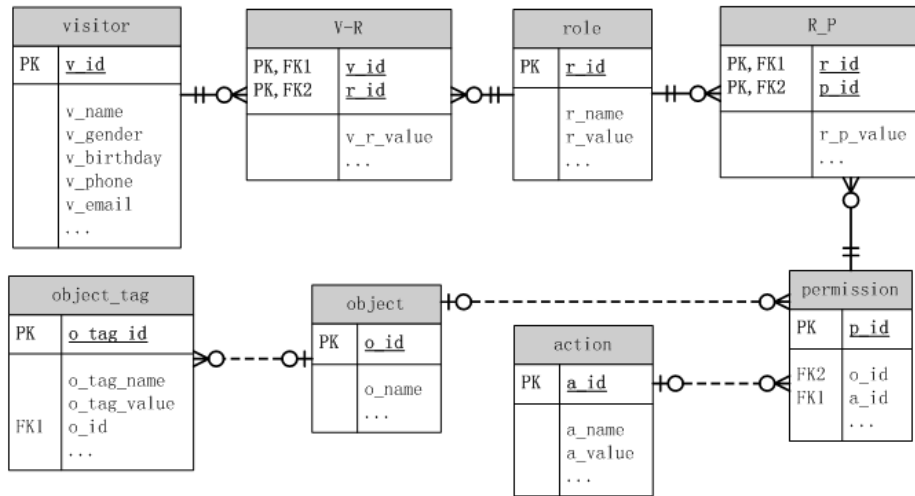 visitor
PK v_id
v_name
v_gender
v_birthday
v_phone
v_email
...
V-R
PK,FK1 v_id
PK,FK2 r_id
v_r_value
...
role
PK r_id
r_name
r_value
...
R_P
PK,FK1 r_id
PK,FK2 p_id
r_p_value
...
object_tag
PK o_tag_id
o_tag_name
o_tag_value
FK1 o_id
...
object
PK o_id
o_name
...
action
PK a_id
a_name
a_value
...
permission
PK p_id
FK2 o_id
FK1 a_id
...